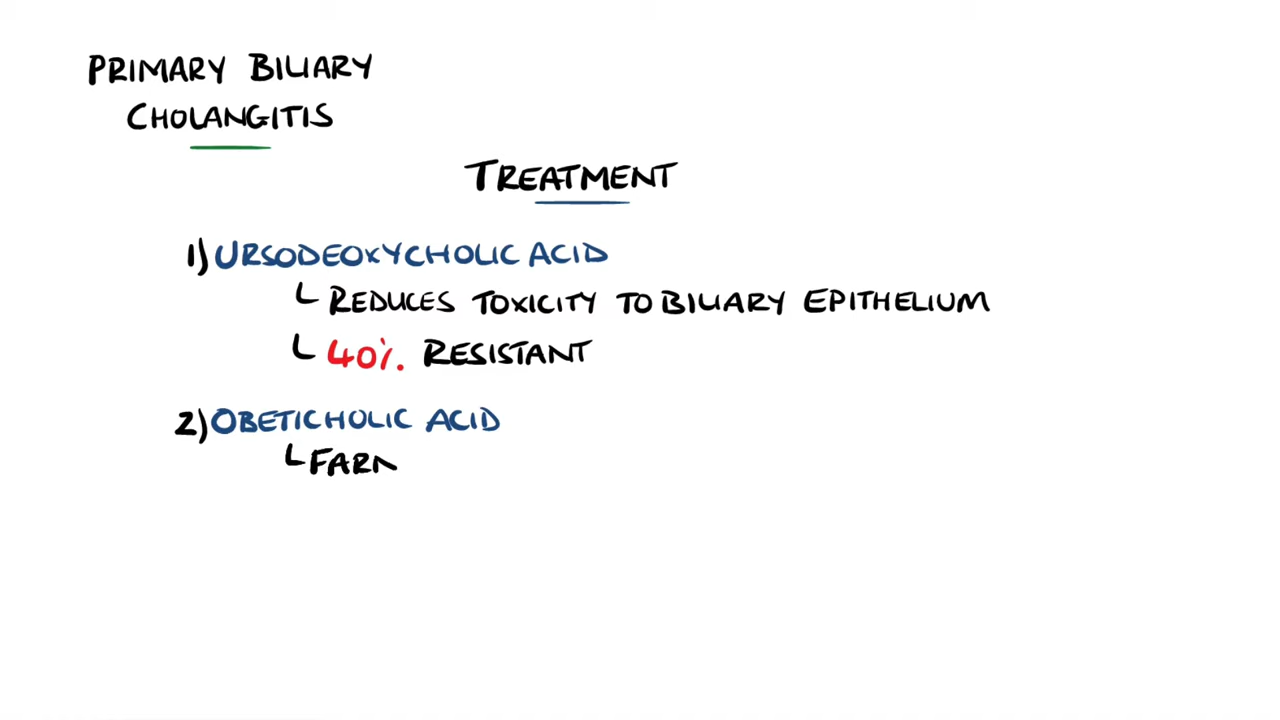 PRIMARY BILIARY
CHOLANGITIS
TREATMENT
1) URSODEOXYCHOLIC ACID
└ REDUCES TOXICITY TO BILIARY EPITHELIUM
└ 40%. RESISTANT
2) OBETICHOLIC ACID
└ FARN